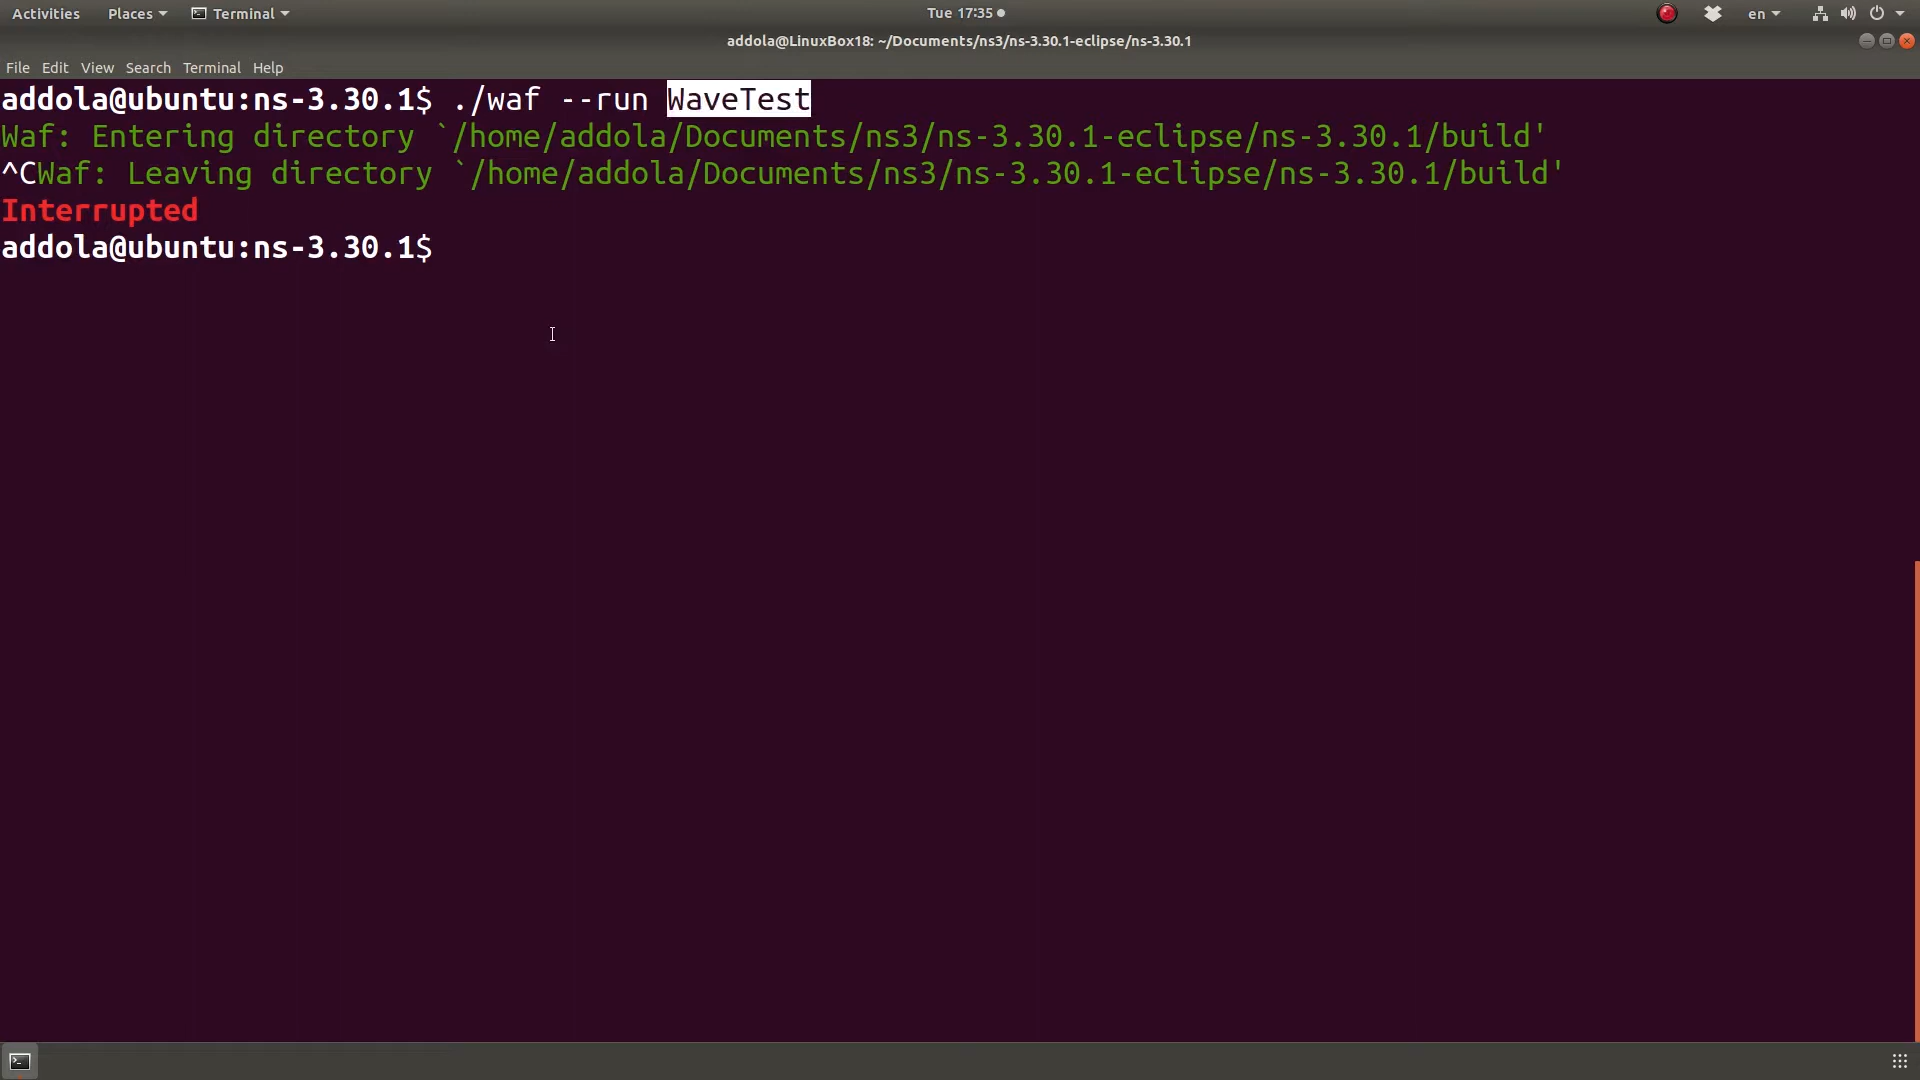 Activities Places Terminal Tue 17:35 en
addola@LinuxBox18: ~/Documents/ns3/ns-3.30.1-eclipse/ns-3.30.1
File Edit View Search Terminal Help
addola@ubuntu:ns-3.30.1$ ./waf --run WaveTest
Waf: Entering directory `/home/addola/Documents/ns3/ns-3.30.1-eclipse/ns-3.30.1/build'
^CWaf: Leaving directory `/home/addola/Documents/ns3/ns-3.30.1-eclipse/ns-3.30.1/build'
Interrupted
addola@ubuntu:ns-3.30.1$